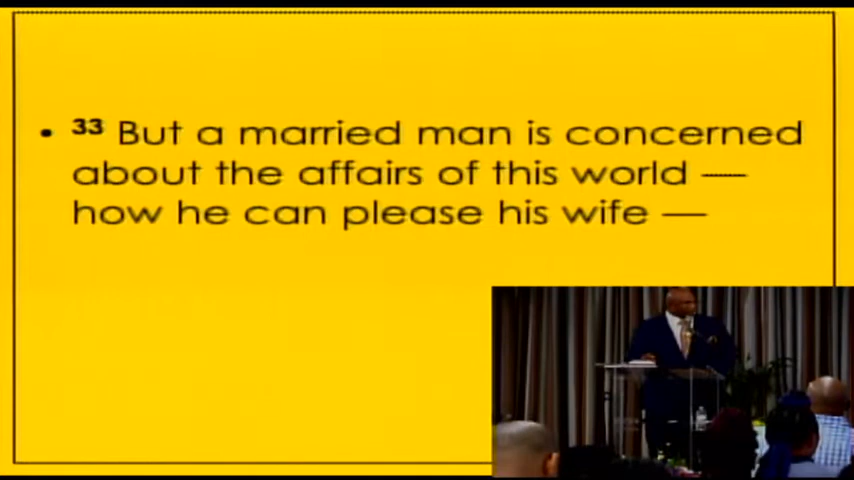 • 33 But a married man is concerned
about the affairs of this world —
how he can please his wife —